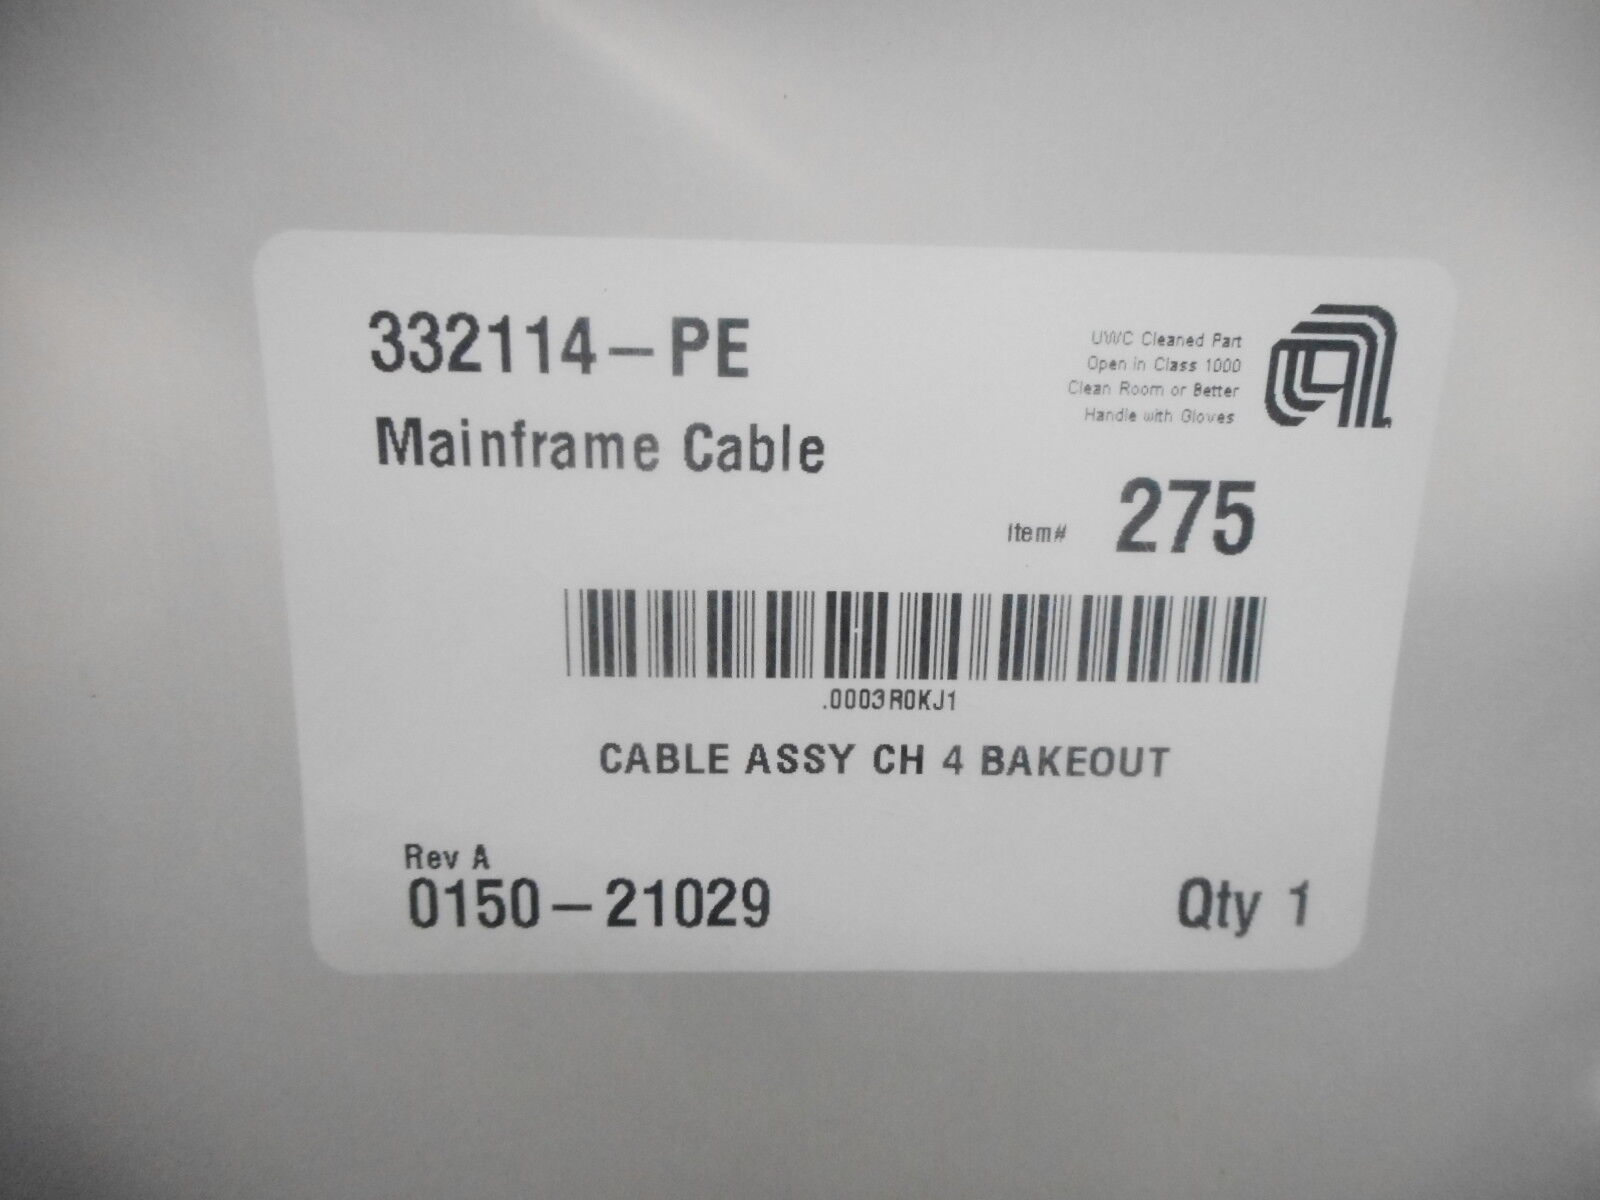 332114-PE
UWC Cleaned Part
Open in Class 1000
Clean Room or Better
Handle with Gloves
Mainframe Cable
Item# 275
.0003R0KJ1
CABLE ASSY CH 4 BAKEOUT
Rev A
0150-21029
Qty 1